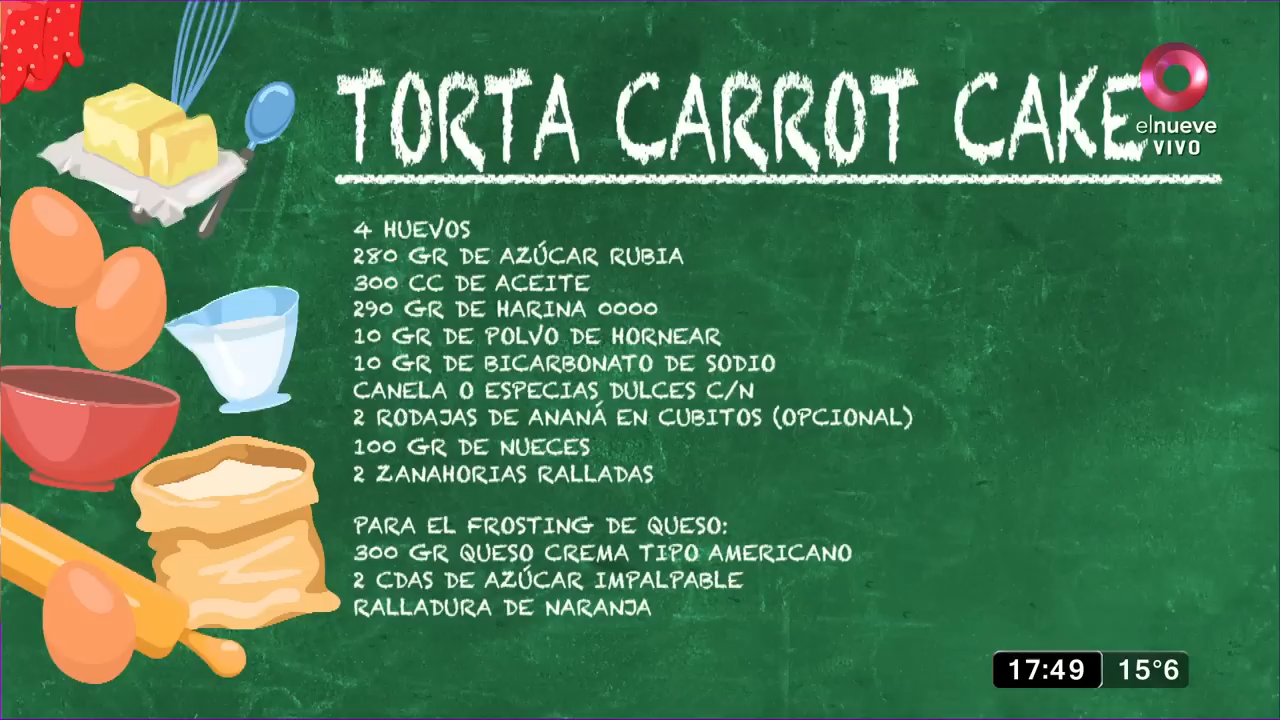 TORTA CARROT CAKE
elnueve
VIVO
4 HUEVOS
280 GR DE AZÚCAR RUBIA
300 CC DE ACEITE
290 GR DE HARINA 0000
10 GR DE POLVO DE HORNEAR
10 GR DE BICARBONATO DE SODIO
CANELA O ESPECIAS DULCES C/N
2 RODAJAS DE ANANÁ EN CUBITOS (OPCIONAL)
100 GR DE NUECES
2 ZANAHORIAS RALLADAS
PARA EL FROSTING DE QUESO:
300 GR QUESO CREMA TIPO AMERICANO
2 CDAS DE AZÚCAR IMPALPABLE
RALLADURA DE NARANJA
17:49 15°6